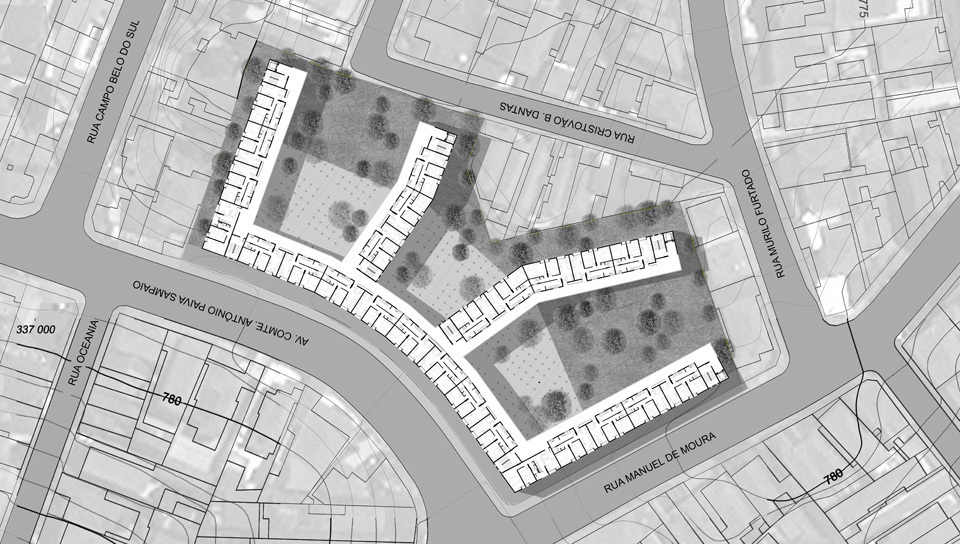 775
RUA CAMPO BELO DO SUL
RUA CRISTOVÃO B. DANTAS
RUA MURILO FURTADO
AV. COMTE. ANTÔNIO PAIVA SAMPAIO
337 000
RUA OCEANIA
780
RUA MANUEL DE MOURA
780